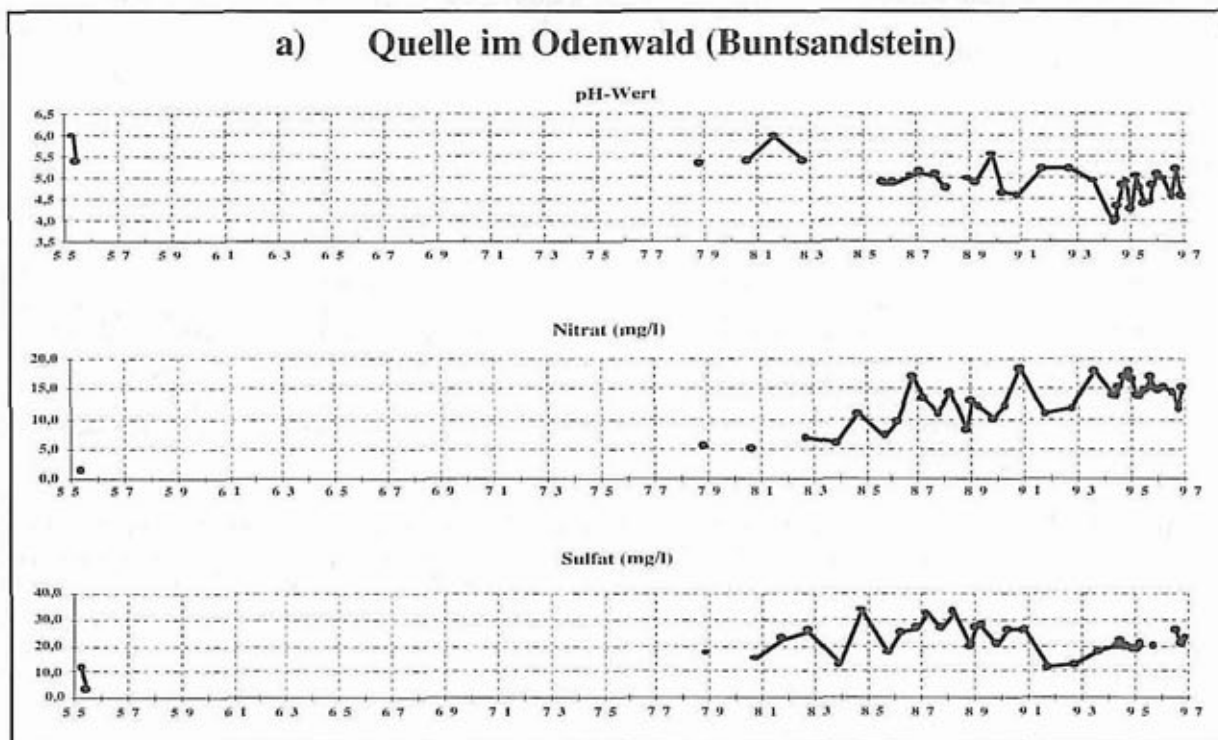 a) Quelle im Odenwald (Buntsandstein)
pH-Wert
6,5
6,0
5,5
5,0
4,5
4,0
3,5
55 57 59 61 63 65 67 69 71 73 75 77 79 81 83 85 87 89 91 93 95 97
Nitrat (mg/l)
20,0
15,0
10,0
5,0
0,0
55 57 59 61 63 65 67 69 71 73 75 77 79 81 83 85 87 89 91 93 95 97
Sulfat (mg/l)
40,0
30,0
20,0
10,0
0,0
55 57 59 61 63 65 67 69 71 73 75 77 79 81 83 85 87 89 91 93 95 97